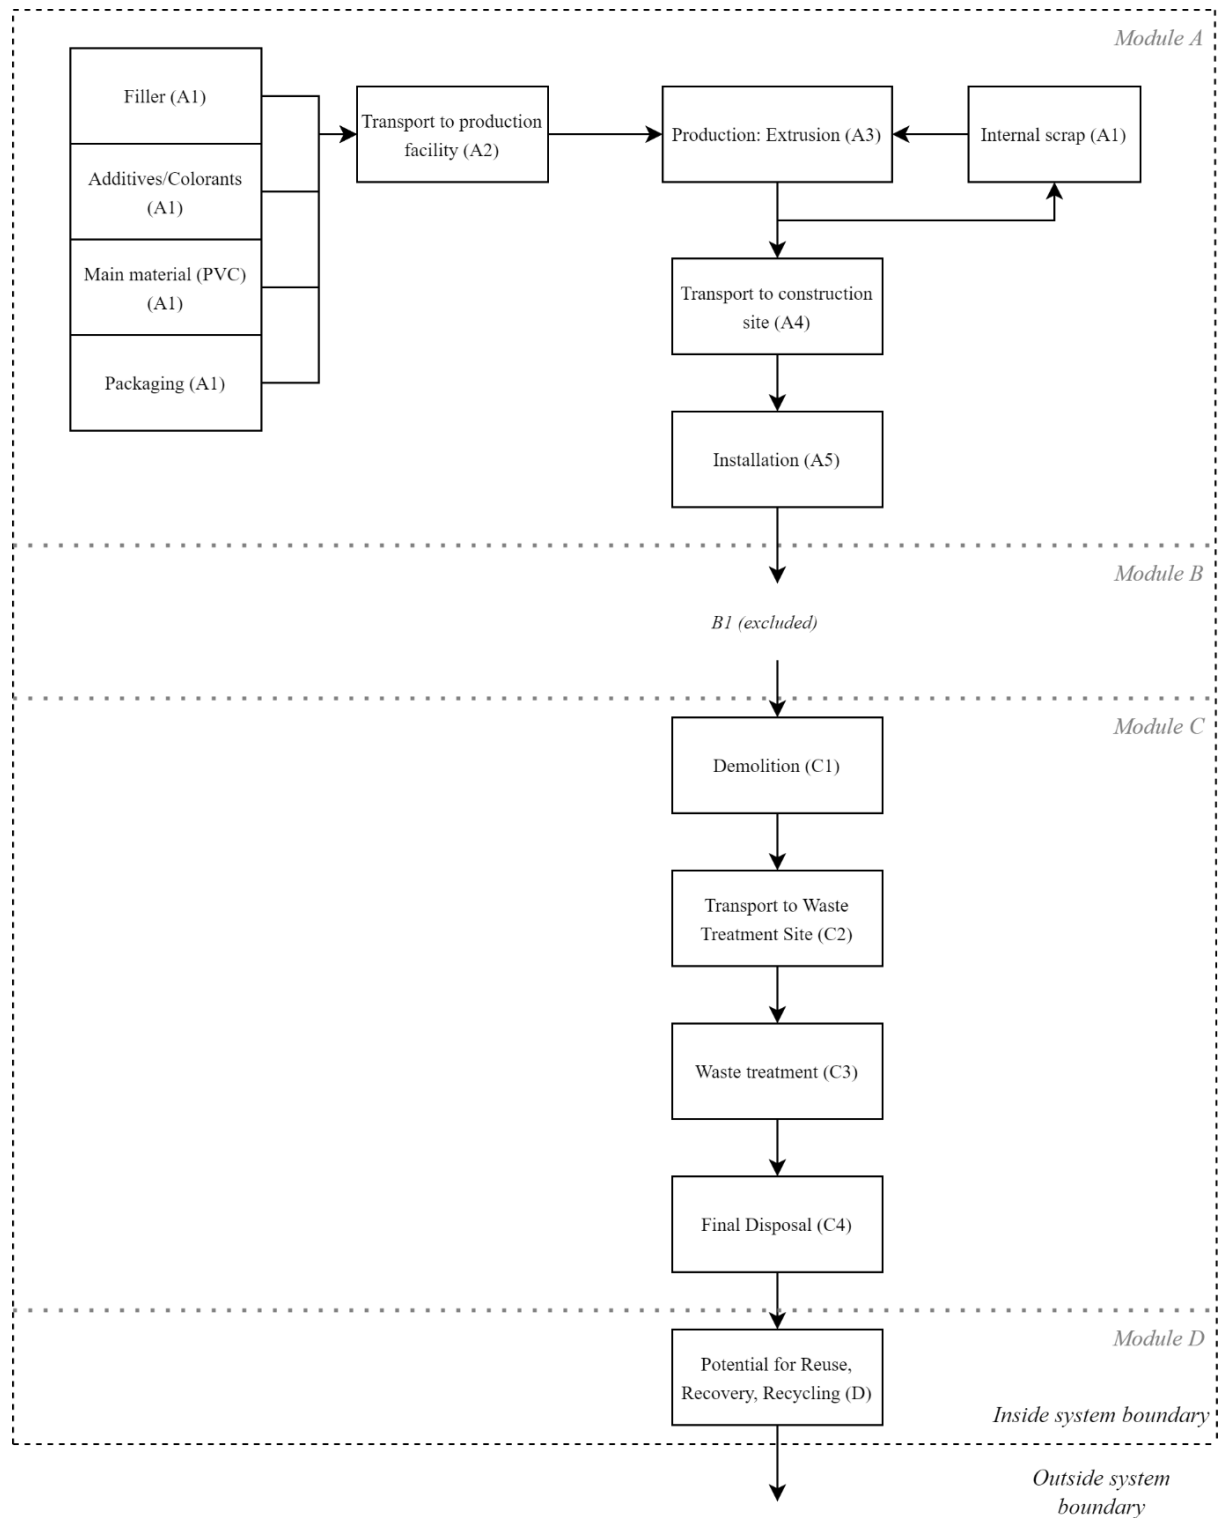 Module A
Filler (A1)
Additives/Colorants
(A1)
Main material (PVC)
(A1)
Packaging (A1)
Transport to production
facility (A2)
Production: Extrusion (A3)
Internal scrap (A1)
Transport to construction
site (A4)
Installation (A5)
Module B
B1 (excluded)
Module C
Demolition (C1)
Transport to Waste
Treatment Site (C2)
Waste treatment (C3)
Final Disposal (C4)
Module D
Potential for Reuse,
Recovery, Recycling (D)
Inside system boundary
Outside system
boundary